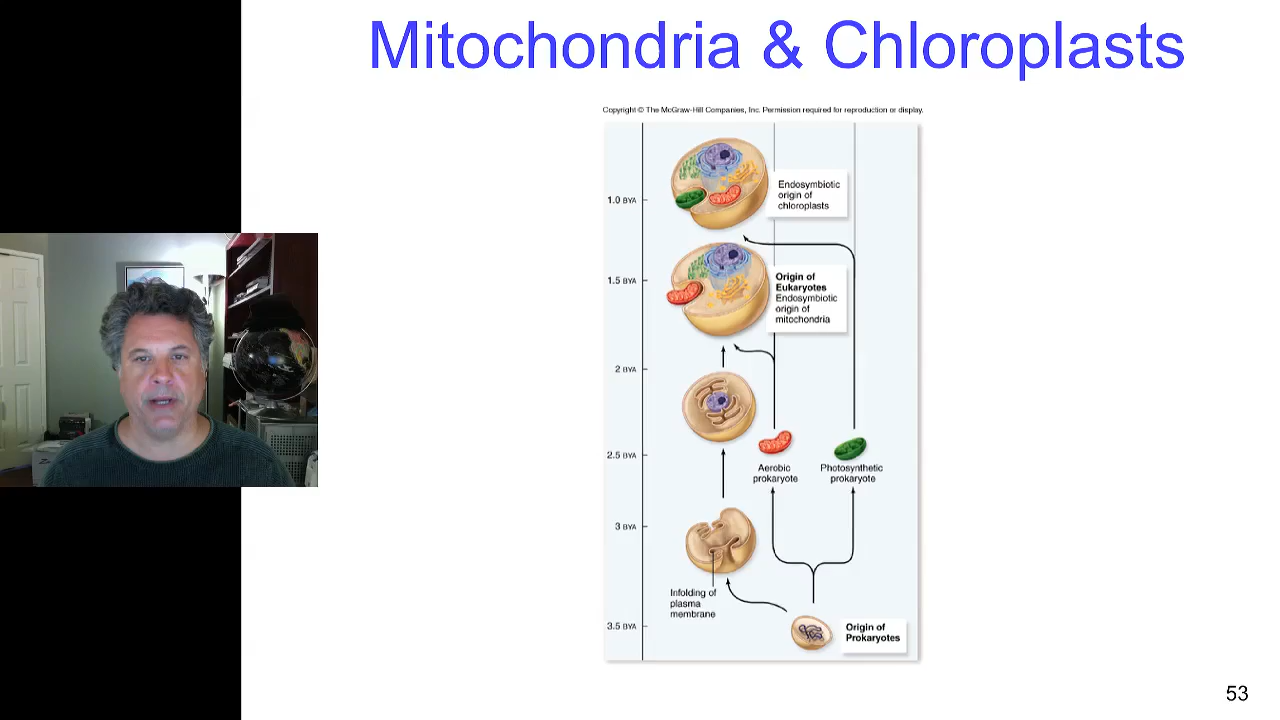 Mitochondria & Chloroplasts
Copyright © The McGraw-Hill Companies, Inc. Permission required for reproduction or display.
1.0 BYA
Endosymbiotic
origin of
chloroplasts
1.5 BYA
Origin of
Eukaryotes
Endosymbiotic
origin of
mitochondria
2 BYA
2.5 BYA
Aerobic
prokaryote
Photosynthetic
prokaryote
3 BYA
Infolding of
plasma
membrane
3.5 BYA
Origin of
Prokaryotes
53